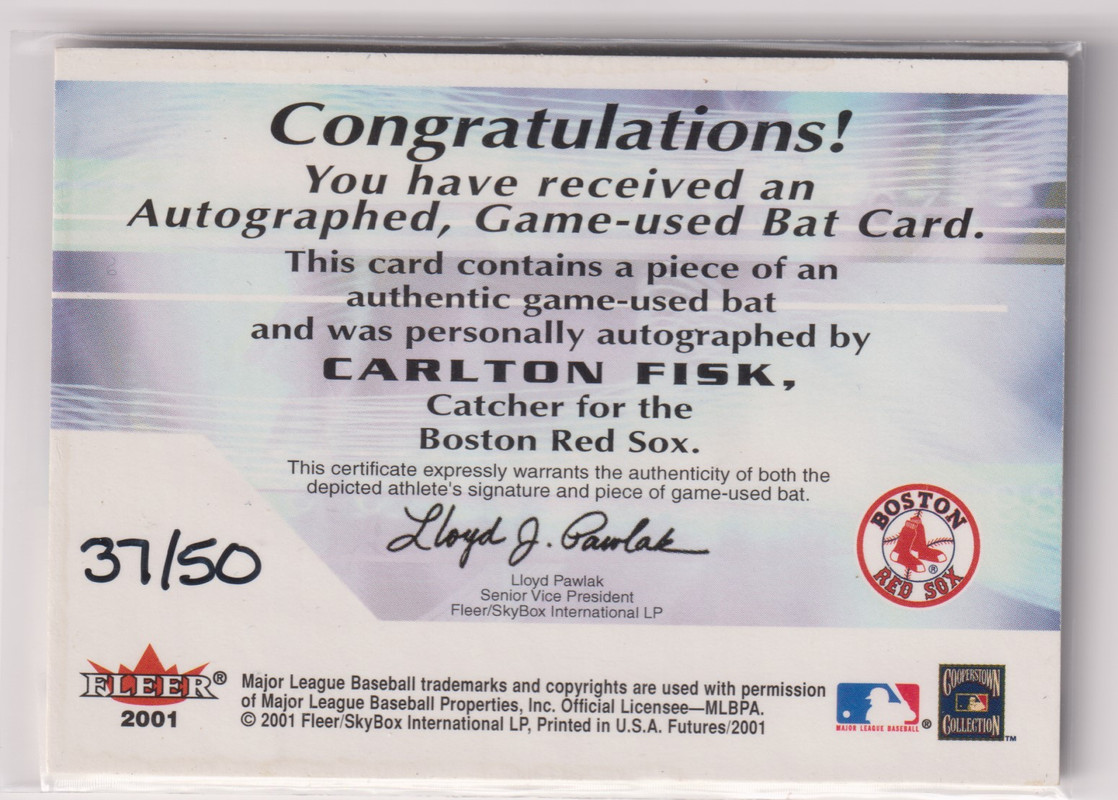 Congratulations!
You have received an
Autographed, Game-used Bat Card.
This card contains a piece of an
authentic game-used bat
and was personally autographed by
CARLTON FISK,
Catcher for the
Boston Red Sox.
This certificate expressly warrants the authenticity of both the
depicted athlete's signature and piece of game-used bat.
Lloyd J. Pawlak
Lloyd Pawlak
Senior Vice President
Fleer/SkyBox International LP
37/50
BOSTON
RED SOX
®
FLEER®
2001
Major League Baseball trademarks and copyrights are used with permission
of Major League Baseball Properties, Inc. Official Licensee—MLBPA.
© 2001 Fleer/SkyBox International LP, Printed in U.S.A. Futures/2001
MAJOR LEAGUE BASEBALL®
COOPERSTOWN
COLLECTION™